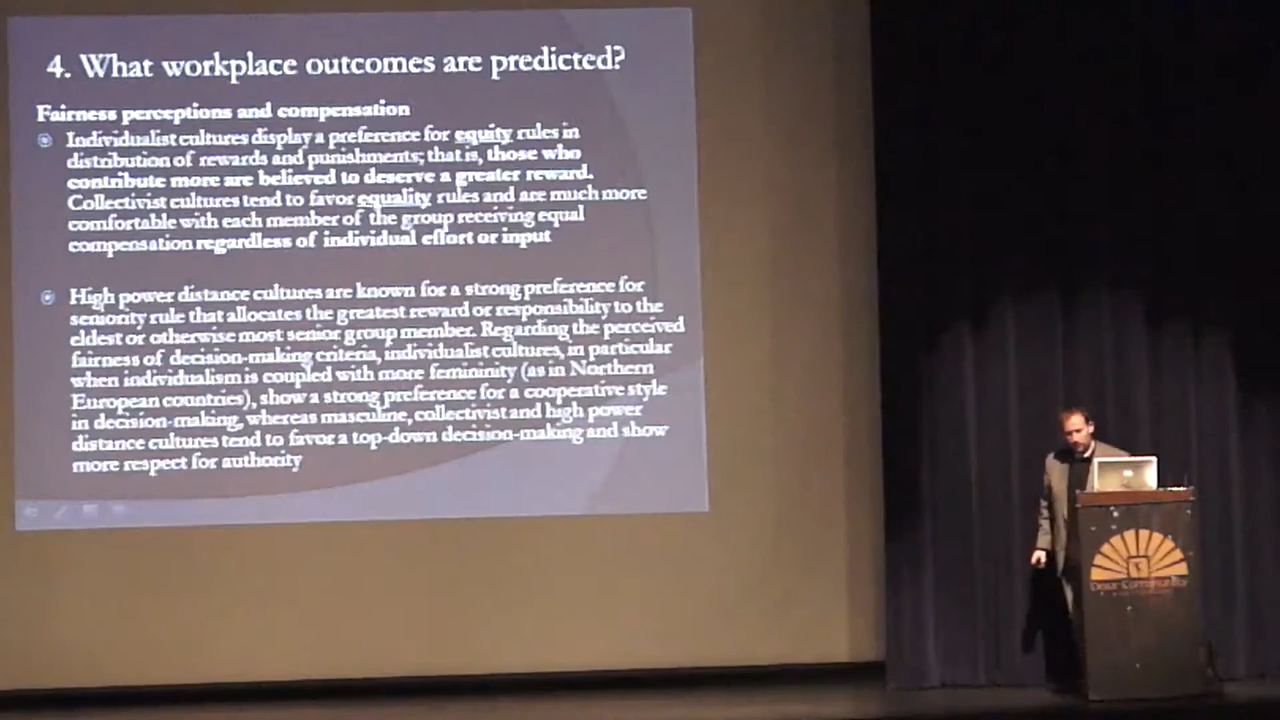 4. What workplace outcomes are predicted?
Fairness perceptions and compensation
Individualist cultures display a preference for equity rules in
distribution of rewards and punishments; that is, those who
contribute more are believed to deserve a greater reward.
Collectivist cultures tend to favor equality rules and are much more
comfortable with each member of the group receiving equal
compensation regardless of individual effort or input
High power distance cultures are known for a strong preference for
seniority rule that allocates the greatest reward or responsibility to the
eldest or otherwise most senior group member. Regarding the perceived
fairness of decision-making criteria, individualist cultures, in particular
when individualism is coupled with more femininity (as in Northern
European countries), show a strong preference for a cooperative style
in decision-making, whereas masculine, collectivist and high power
distance cultures tend to favor a top-down decision-making and show
more respect for authority
Community